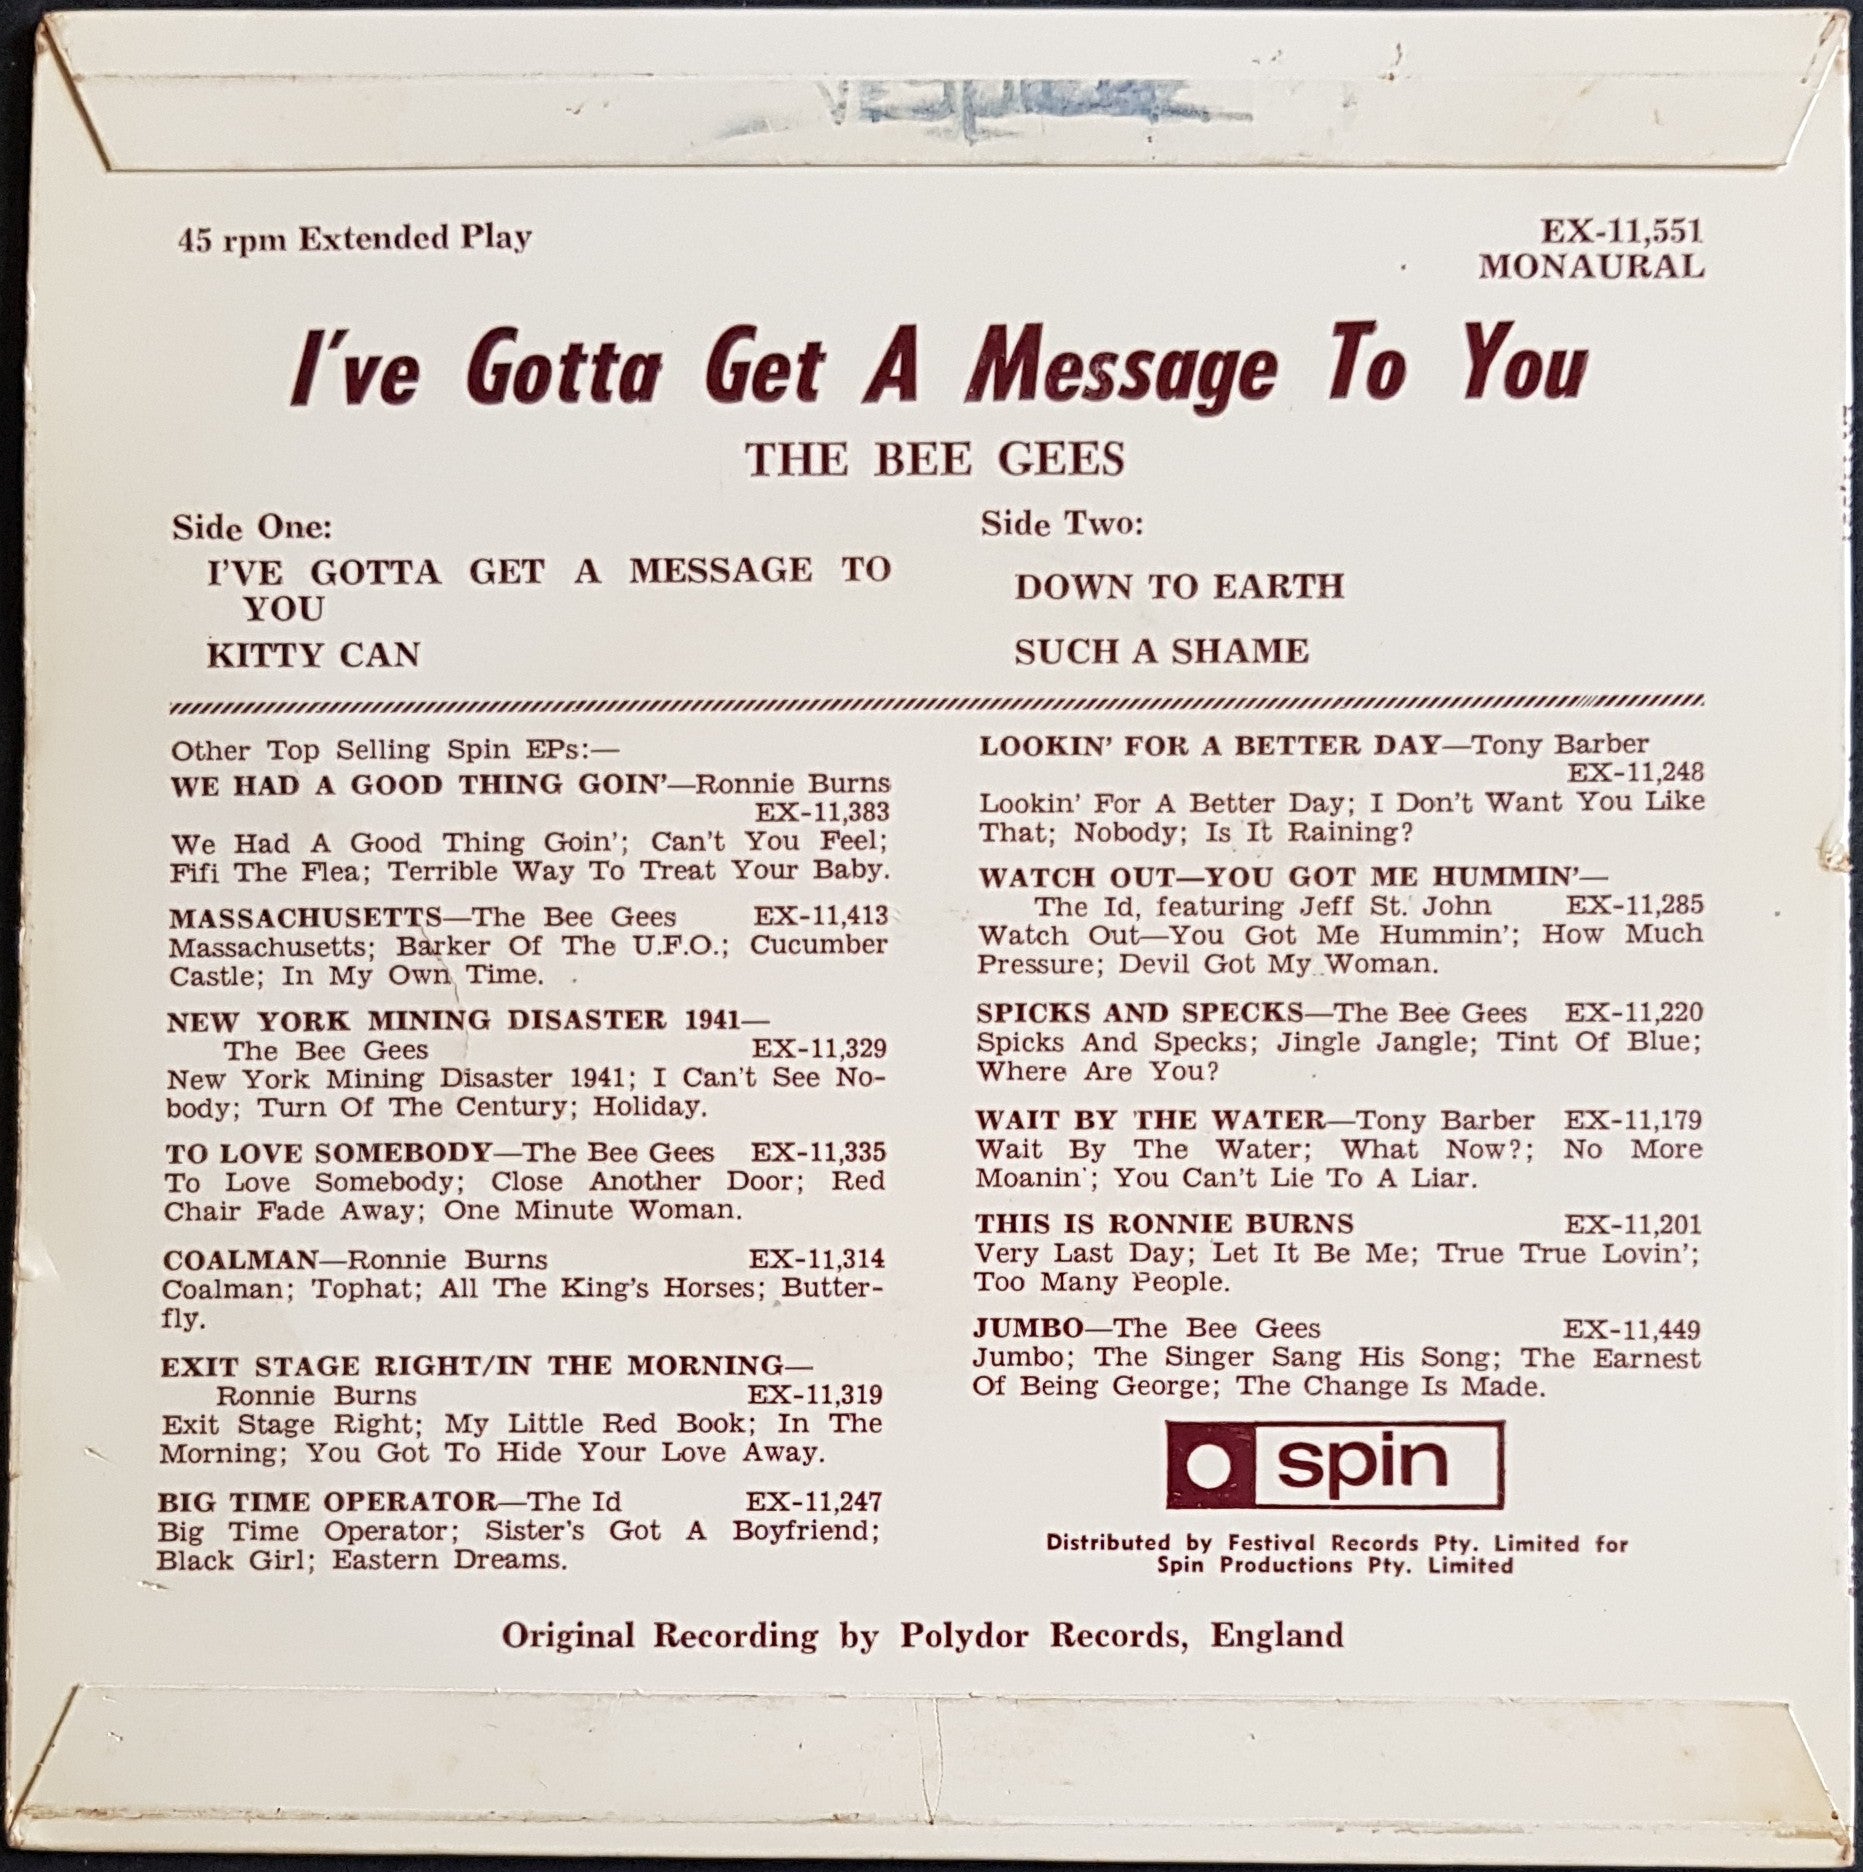 45 rpm Extended Play
EX-11,551
MONAURAL
I've Gotta Get A Message To You
THE BEE GEES
Side One:
I'VE GOTTA GET A MESSAGE TO
YOU
KITTY CAN
Side Two:
DOWN TO EARTH
SUCH A SHAME
Other Top Selling Spin EPs:—
WE HAD A GOOD THING GOIN'—Ronnie Burns
EX-11,383
We Had A Good Thing Goin'; Can't You Feel;
Fifi The Flea; Terrible Way To Treat Your Baby.
MASSACHUSETTS—The Bee Gees EX-11,413
Massachusetts; Barker Of The U.F.O.; Cucumber
Castle; In My Own Time.
NEW YORK MINING DISASTER 1941—
The Bee Gees EX-11,329
New York Mining Disaster 1941; I Can't See No-
body; Turn Of The Century; Holiday.
TO LOVE SOMEBODY—The Bee Gees EX-11,335
To Love Somebody; Close Another Door; Red
Chair Fade Away; One Minute Woman.
COALMAN—Ronnie Burns EX-11,314
Coalman; Tophat; All The King's Horses; Butter-
fly.
EXIT STAGE RIGHT/IN THE MORNING—
Ronnie Burns EX-11,319
Exit Stage Right; My Little Red Book; In The
Morning; You Got To Hide Your Love Away.
BIG TIME OPERATOR—The Id EX-11,247
Big Time Operator; Sister's Got A Boyfriend;
Black Girl; Eastern Dreams.
LOOKIN' FOR A BETTER DAY—Tony Barber
EX-11,248
Lookin' For A Better Day; I Don't Want You Like
That; Nobody; Is It Raining?
WATCH OUT—YOU GOT ME HUMMIN'—
The Id, featuring Jeff St. John EX-11,285
Watch Out—You Got Me Hummin'; How Much
Pressure; Devil Got My Woman.
SPICKS AND SPECKS—The Bee Gees EX-11,220
Spicks And Specks; Jingle Jangle; Tint Of Blue;
Where Are You?
WAIT BY THE WATER—Tony Barber EX-11,179
Wait By The Water; What Now?; No More
Moanin'; You Can't Lie To A Liar.
THIS IS RONNIE BURNS EX-11,201
Very Last Day; Let It Be Me; True True Lovin';
Too Many People.
JUMBO—The Bee Gees EX-11,449
Jumbo; The Singer Sang His Song; The Earnest
Of Being George; The Change Is Made.
spin
Distributed by Festival Records Pty. Limited for
Spin Productions Pty. Limited
Original Recording by Polydor Records, England